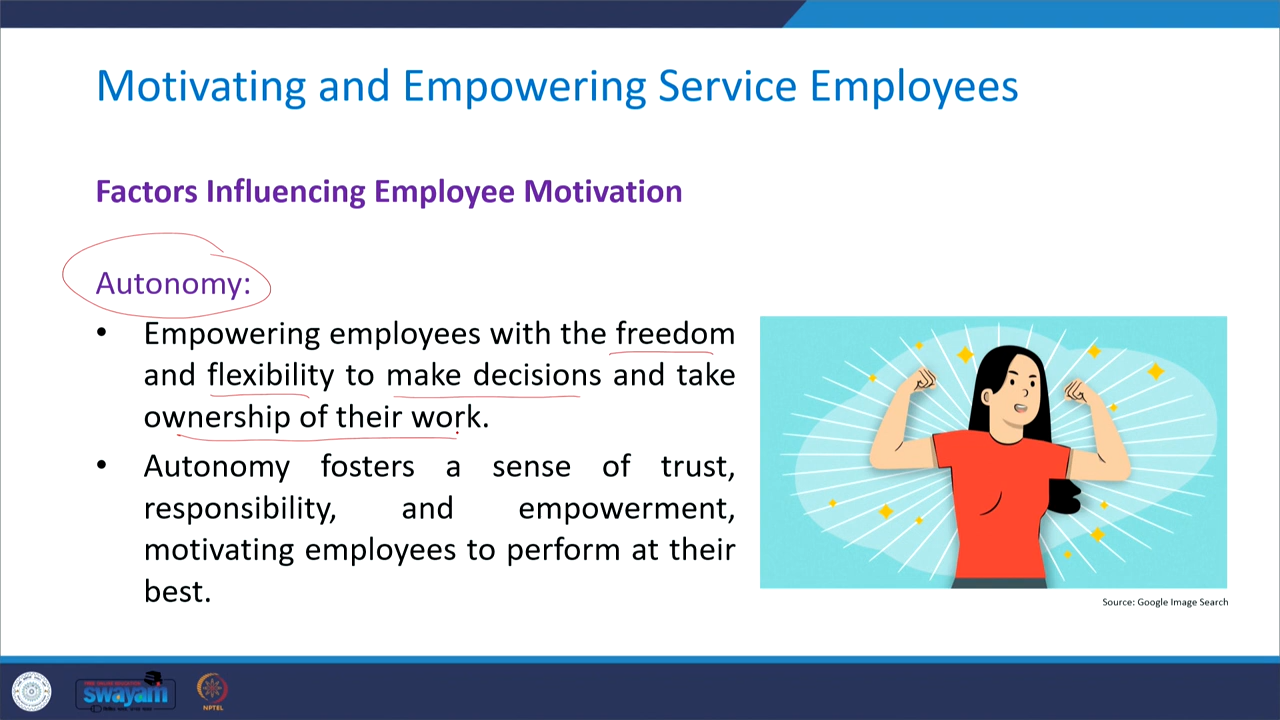 Motivating and Empowering Service Employees
Factors Influencing Employee Motivation
Autonomy:
• Empowering employees with the freedom
and flexibility to make decisions and take
ownership of their work.
• Autonomy fosters a sense of trust,
responsibility, and empowerment,
motivating employees to perform at their
best.
Source: Google Image Search
swayam
NPTEL